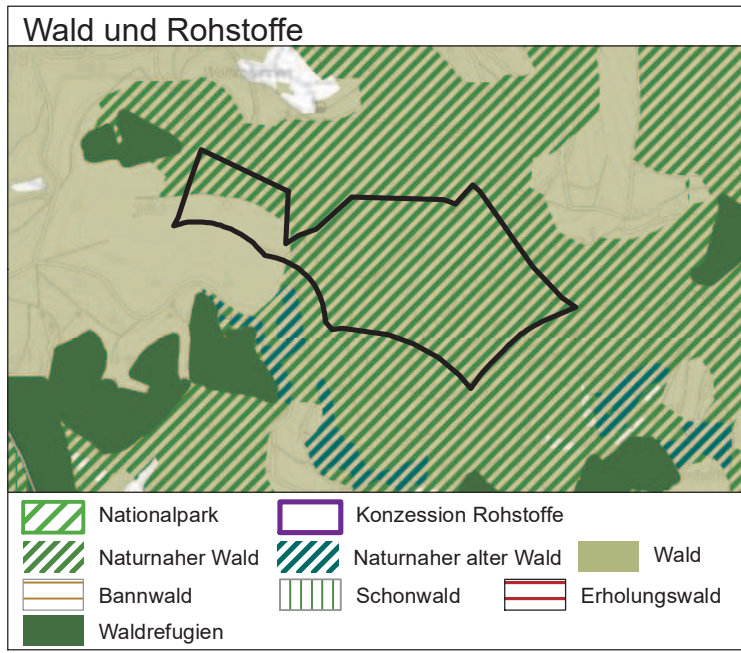 Wald und Rohstoffe
Nationalpark Konzession Rohstoffe
Naturnaher Wald Naturnaher alter Wald Wald
Bannwald Schonwald Erholungswald
Waldrefugien